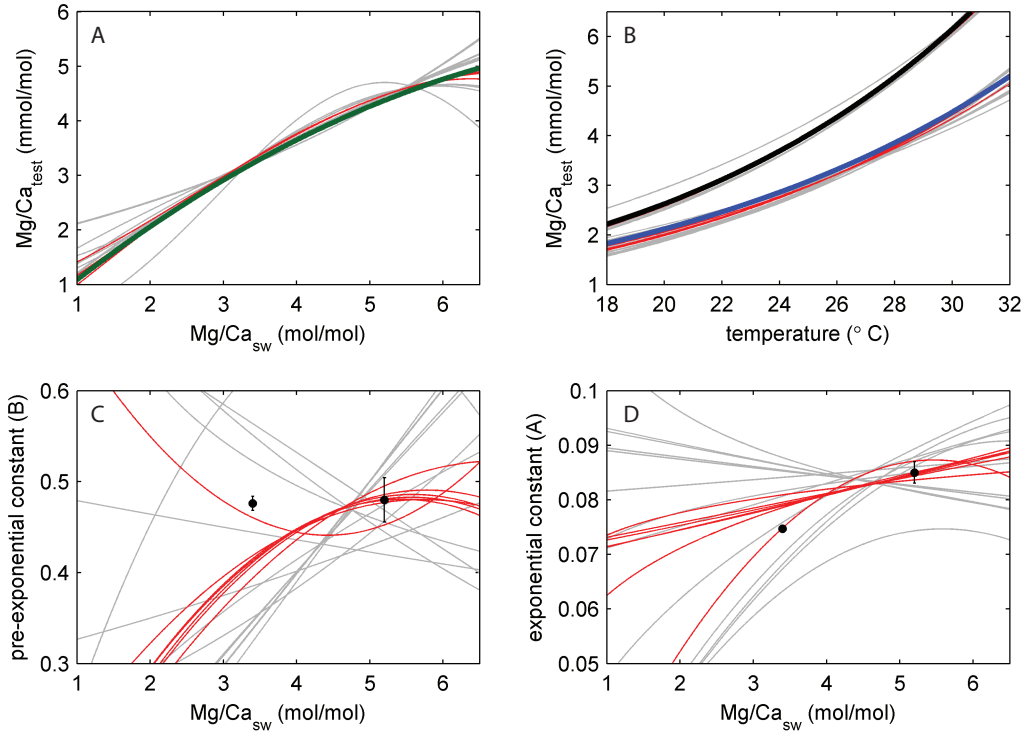 A
Mg/Ca_test (mmol/mol)
6
5
4
3
2
1
1 2 3 4 5 6
Mg/Ca_sw (mol/mol)
B
Mg/Ca_test (mmol/mol)
6
5
4
3
2
1
18 20 22 24 26 28 30 32
temperature (° C)
C
pre-exponential constant (B)
0.6
0.5
0.4
0.3
1 2 3 4 5 6
Mg/Ca_sw (mol/mol)
D
exponential constant (A)
0.1
0.09
0.08
0.07
0.06
0.05
1 2 3 4 5 6
Mg/Ca_sw (mol/mol)